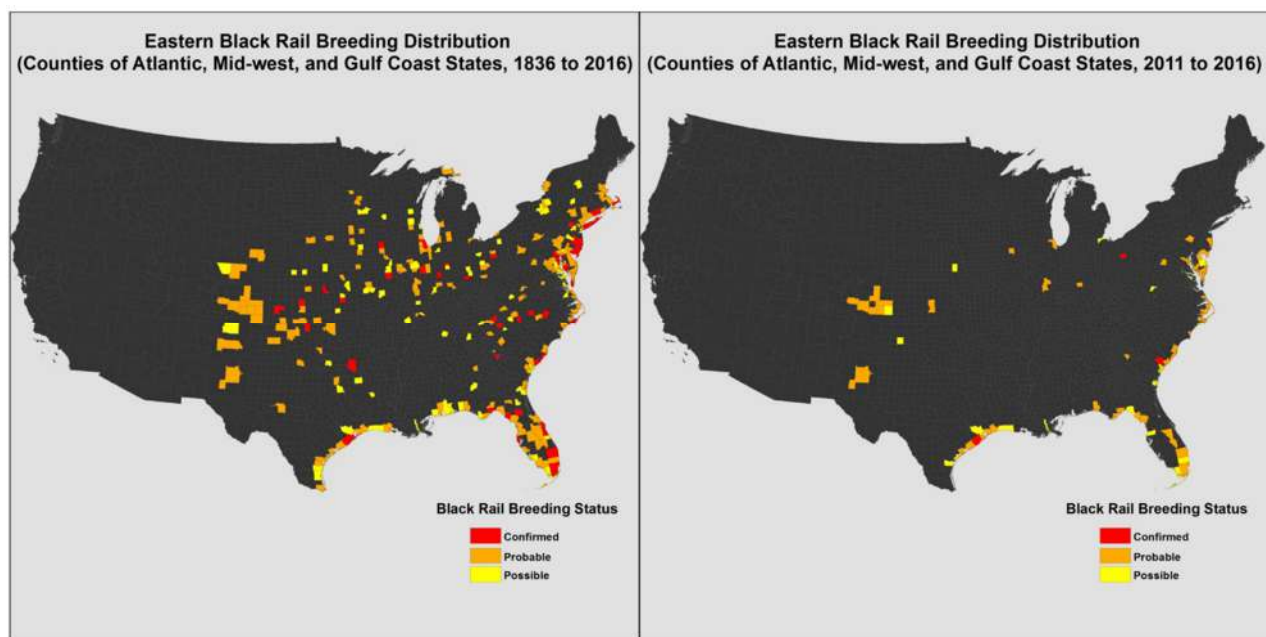 Eastern Black Rail Breeding Distribution
(Counties of Atlantic, Mid-west, and Gulf Coast States, 1836 to 2016)
Black Rail Breeding Status
Confirmed
Probable
Possible
Eastern Black Rail Breeding Distribution
(Counties of Atlantic, Mid-west, and Gulf Coast States, 2011 to 2016)
Black Rail Breeding Status
Confirmed
Probable
Possible